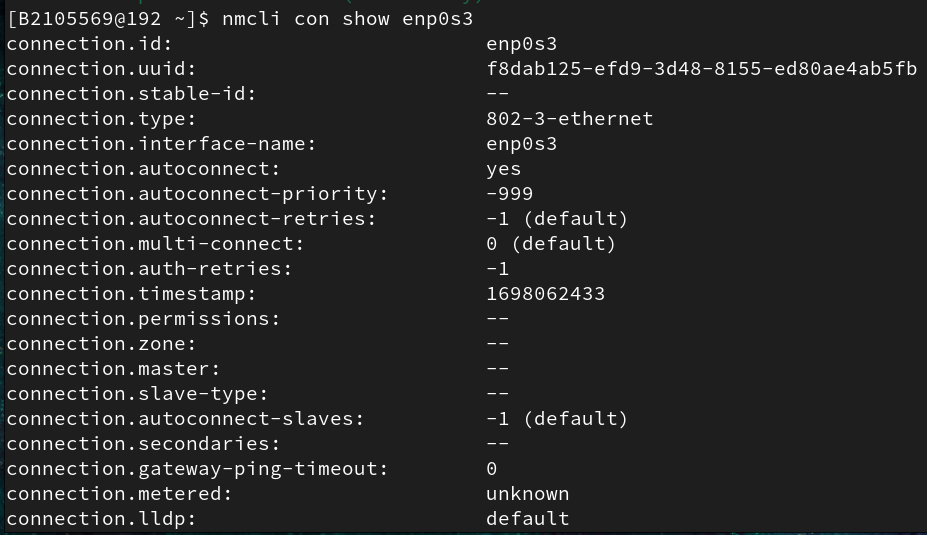 [B2105569@192 ~]$ nmcli con show enp0s3
connection.id: enp0s3
connection.uuid: f8dab125-efd9-3d48-8155-ed80ae4ab5fb
connection.stable-id: --
connection.type: 802-3-ethernet
connection.interface-name: enp0s3
connection.autoconnect: yes
connection.autoconnect-priority: -999
connection.autoconnect-retries: -1 (default)
connection.multi-connect: 0 (default)
connection.auth-retries: -1
connection.timestamp: 1698062433
connection.permissions: --
connection.zone: --
connection.master: --
connection.slave-type: --
connection.autoconnect-slaves: -1 (default)
connection.secondaries: --
connection.gateway-ping-timeout: 0
connection.metered: unknown
connection.lldp: default